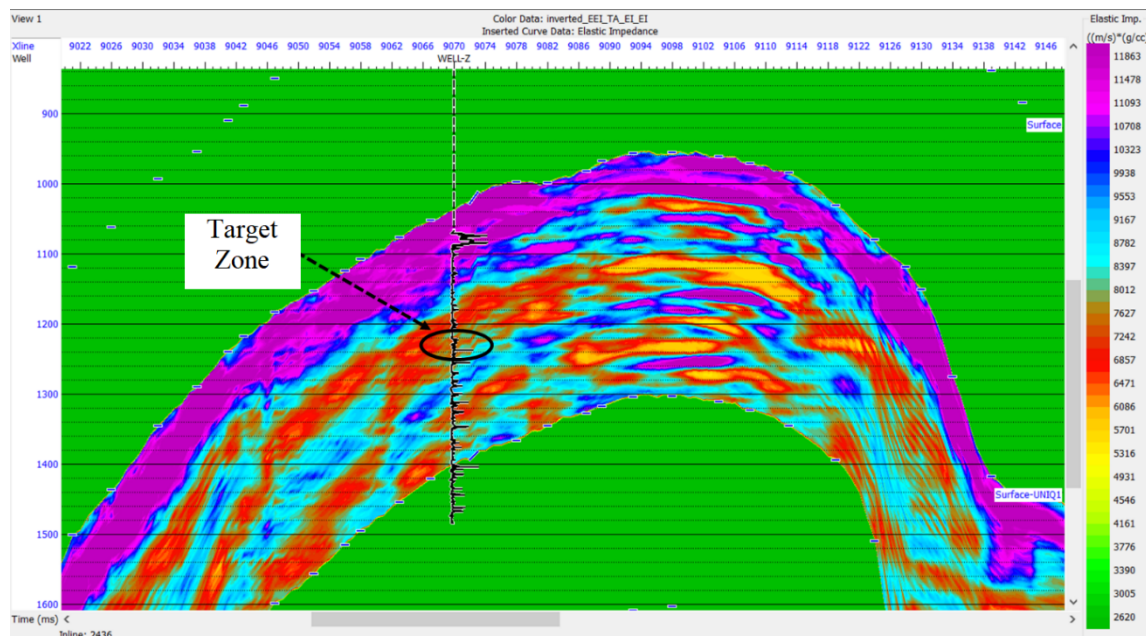 View 1
Color Data: inverted_EEI_TA_EI_EI
Inserted Curve Data: Elastic Impedance
Elastic Imp.
((m/s)*(g/cc)
Xline 9022 9026 9030 9034 9038 9042 9046 9050 9054 9058 9062 9066 9070 9074 9078 9082 9086 9090 9094 9098 9102 9106 9110 9114 9118 9122 9126 9130 9134 9138 9142 9146
Well
WELL-Z
900
1000
1100
1200
1300
1400
1500
1600
Surface
Target
Zone
Surface-UNIQ1
Time (ms)
Inline: 2436
11863
11478
11093
10708
10323
9938
9553
9167
8782
8397
8012
7627
7242
6857
6471
6086
5701
5316
4931
4546
4161
3776
3390
3005
2620